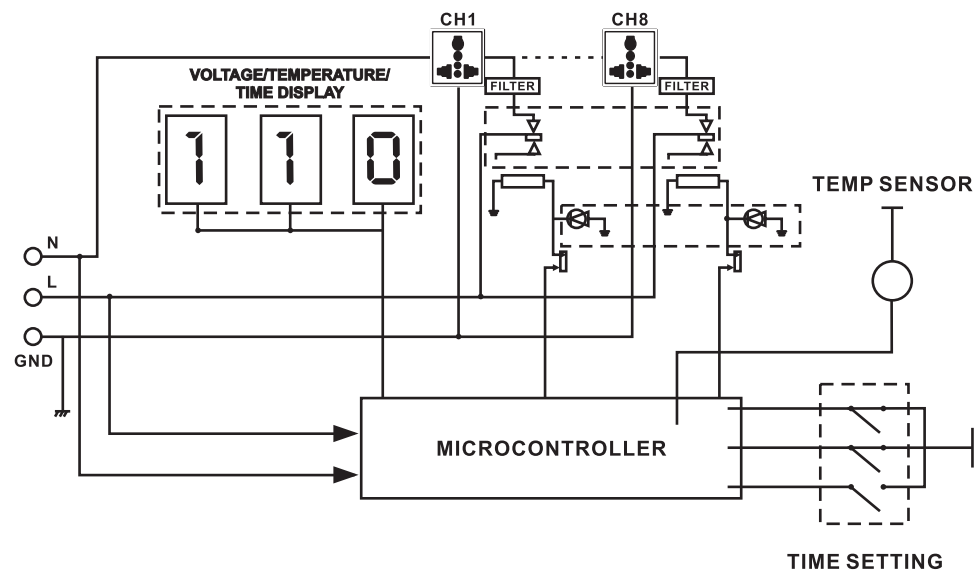 CH1
CH8
VOLTAGE/TEMPERATURE/
TIME DISPLAY
FILTER
FILTER
110
TEMP SENSOR
N
L
GND
MICROCONTROLLER
TIME SETTING